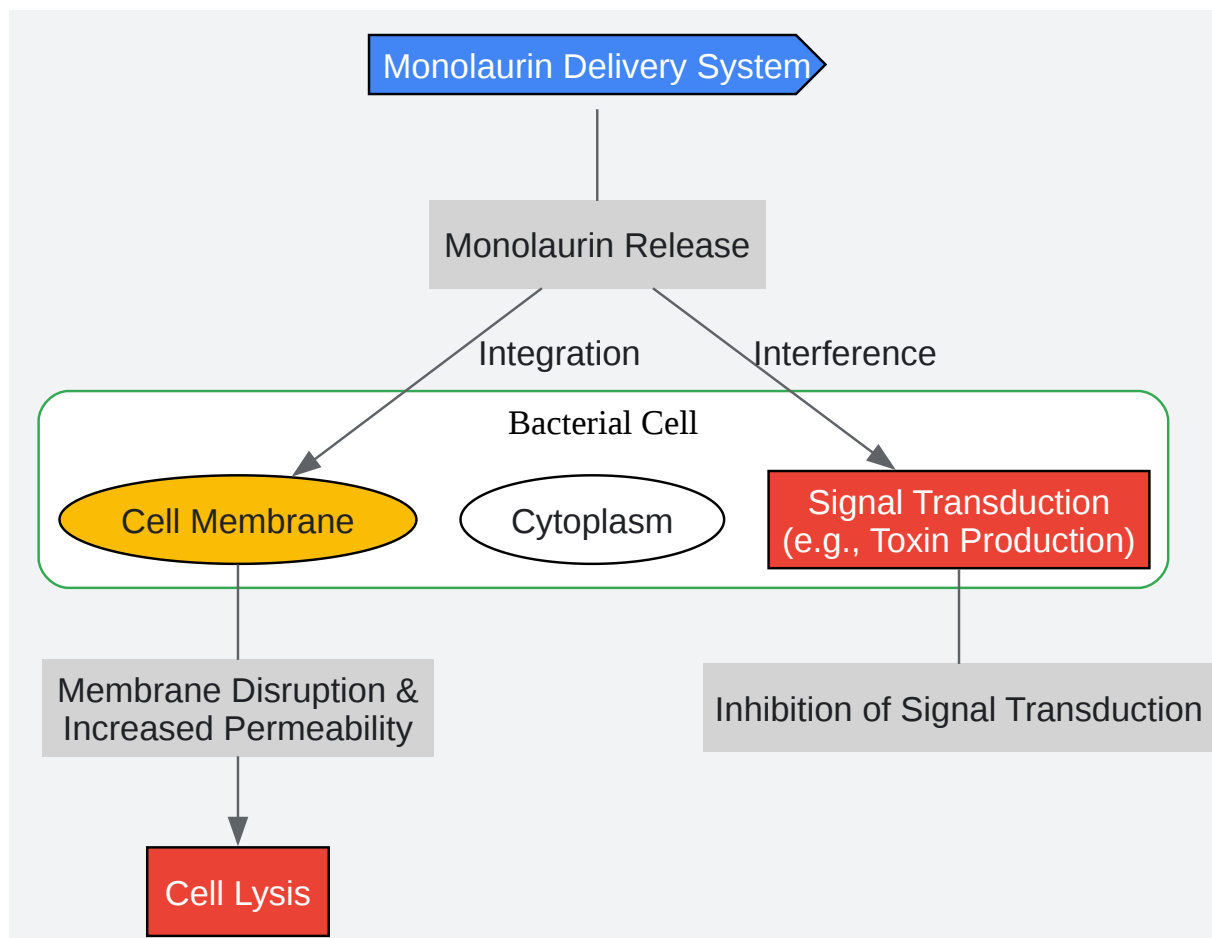 Monolaurin Delivery System
Monolaurin Release
Integration
Interference
Bacterial Cell
Cell Membrane
Cytoplasm
Signal Transduction
(e.g., Toxin Production)
Membrane Disruption &
Increased Permeability
Inhibition of Signal Transduction
Cell Lysis